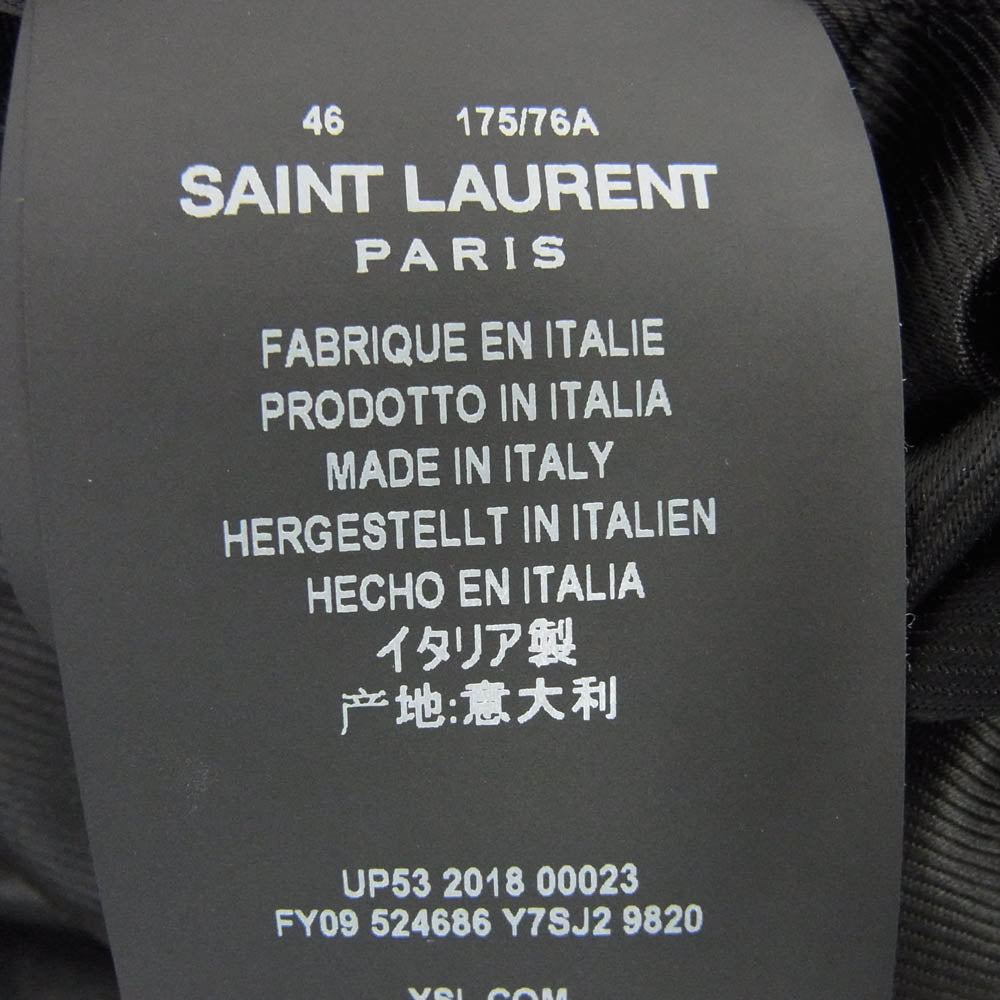 46 175/76A
SAINT LAURENT
PARIS
FABRIQUE EN ITALIE
PRODOTTO IN ITALIA
MADE IN ITALY
HERGESTELLT IN ITALIEN
HECHO EN ITALIA
イタリア製
产地:意大利
UP53 2018 00023
FY09 524686 Y7SJ2 9820
YSL.COM